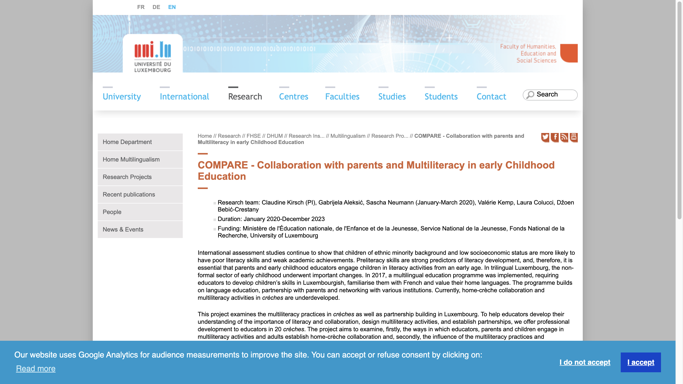 FR DE EN
uni.lu
UNIVERSITÉ DU
LUXEMBOURG
Faculty of Humanities,
Education and
Social Sciences
University International Research Centres Faculties Studies Students Contact Search
Home Department
Home Multilingualism
Research Projects
Recent publications
People
News & Events
Home // Research // FHSE // DHUM // Research Ins... // Multilingualism // Research Pro... // COMPARE - Collaboration with parents and
Multiliteracy in early Childhood Education
COMPARE - Collaboration with parents and Multiliteracy in early Childhood
Education
Research team: Claudine Kirsch (PI), Gabrijela Aleksić, Sascha Neumann (January-March 2020), Valérie Kemp, Laura Colucci, Džoen
Bebić-Crestany
Duration: January 2020-December 2023
Funding: Ministère de l'Éducation nationale, de l'Enfance et de la Jeunesse, Service National de la Jeunesse, Fonds National de la
Recherche, University of Luxembourg
International assessment studies continue to show that children of ethnic minority background and low socioeconomic status are more likely to
have poor literacy skills and weak academic achievements. Preliteracy skills are strong predictors of literacy development, and, therefore, it is
essential that parents and early childhood educators engage children in literacy activities from an early age. In trilingual Luxembourg, the non-
formal sector of early childhood underwent important changes. In 2017, a multilingual education programme was implemented, requiring
educators to develop children's skills in Luxembourgish, familiarise them with French and value their home languages. The programme builds
on language education, partnership with parents and networking with various institutions. Currently, home-crèche collaboration and
multiliteracy activities in crèches are underdeveloped.
This project examines the multiliteracy practices in crèches as well as partnership building in Luxembourg. To help educators develop their
understanding of the importance of literacy and collaboration, design multiliteracy activities, and establish partnerships, we offer professional
development to educators in 20 crèches. The project aims to examine, firstly, the ways in which educators, parents and children engage in
multiliteracy activities and adults establish home-crèche collaboration and, secondly, the influence of the multiliteracy practices and
Our website uses Google Analytics for audience measurements to improve the site. You can accept or refuse consent by clicking on:
Read more
I do not accept
I accept